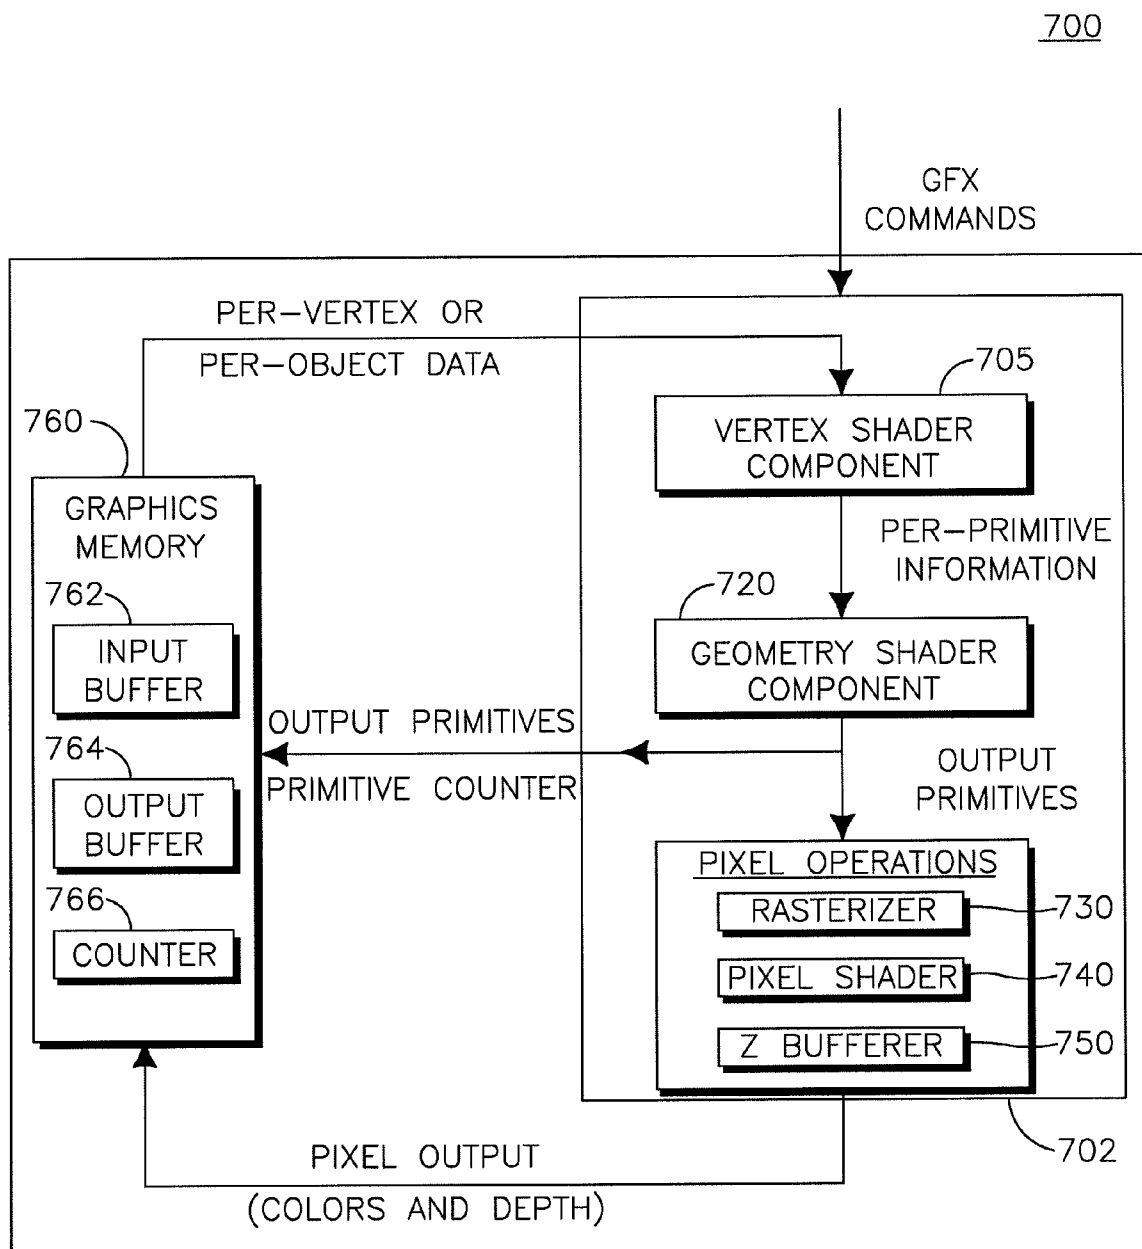 700
GFX
COMMANDS
PER-VERTEX OR
PER-OBJECT DATA
705
760
VERTEX SHADER
COMPONENT
GRAPHICS
MEMORY
PER-PRIMITIVE
INFORMATION
762
720
INPUT
BUFFER
GEOMETRY SHADER
COMPONENT
OUTPUT PRIMITIVES
PRIMITIVE COUNTER
764
OUTPUT
PRIMITIVES
OUTPUT
BUFFER
PIXEL OPERATIONS
766
RASTERIZER
730
COUNTER
PIXEL SHADER
740
Z BUFFERER
750
702
PIXEL OUTPUT
(COLORS AND DEPTH)